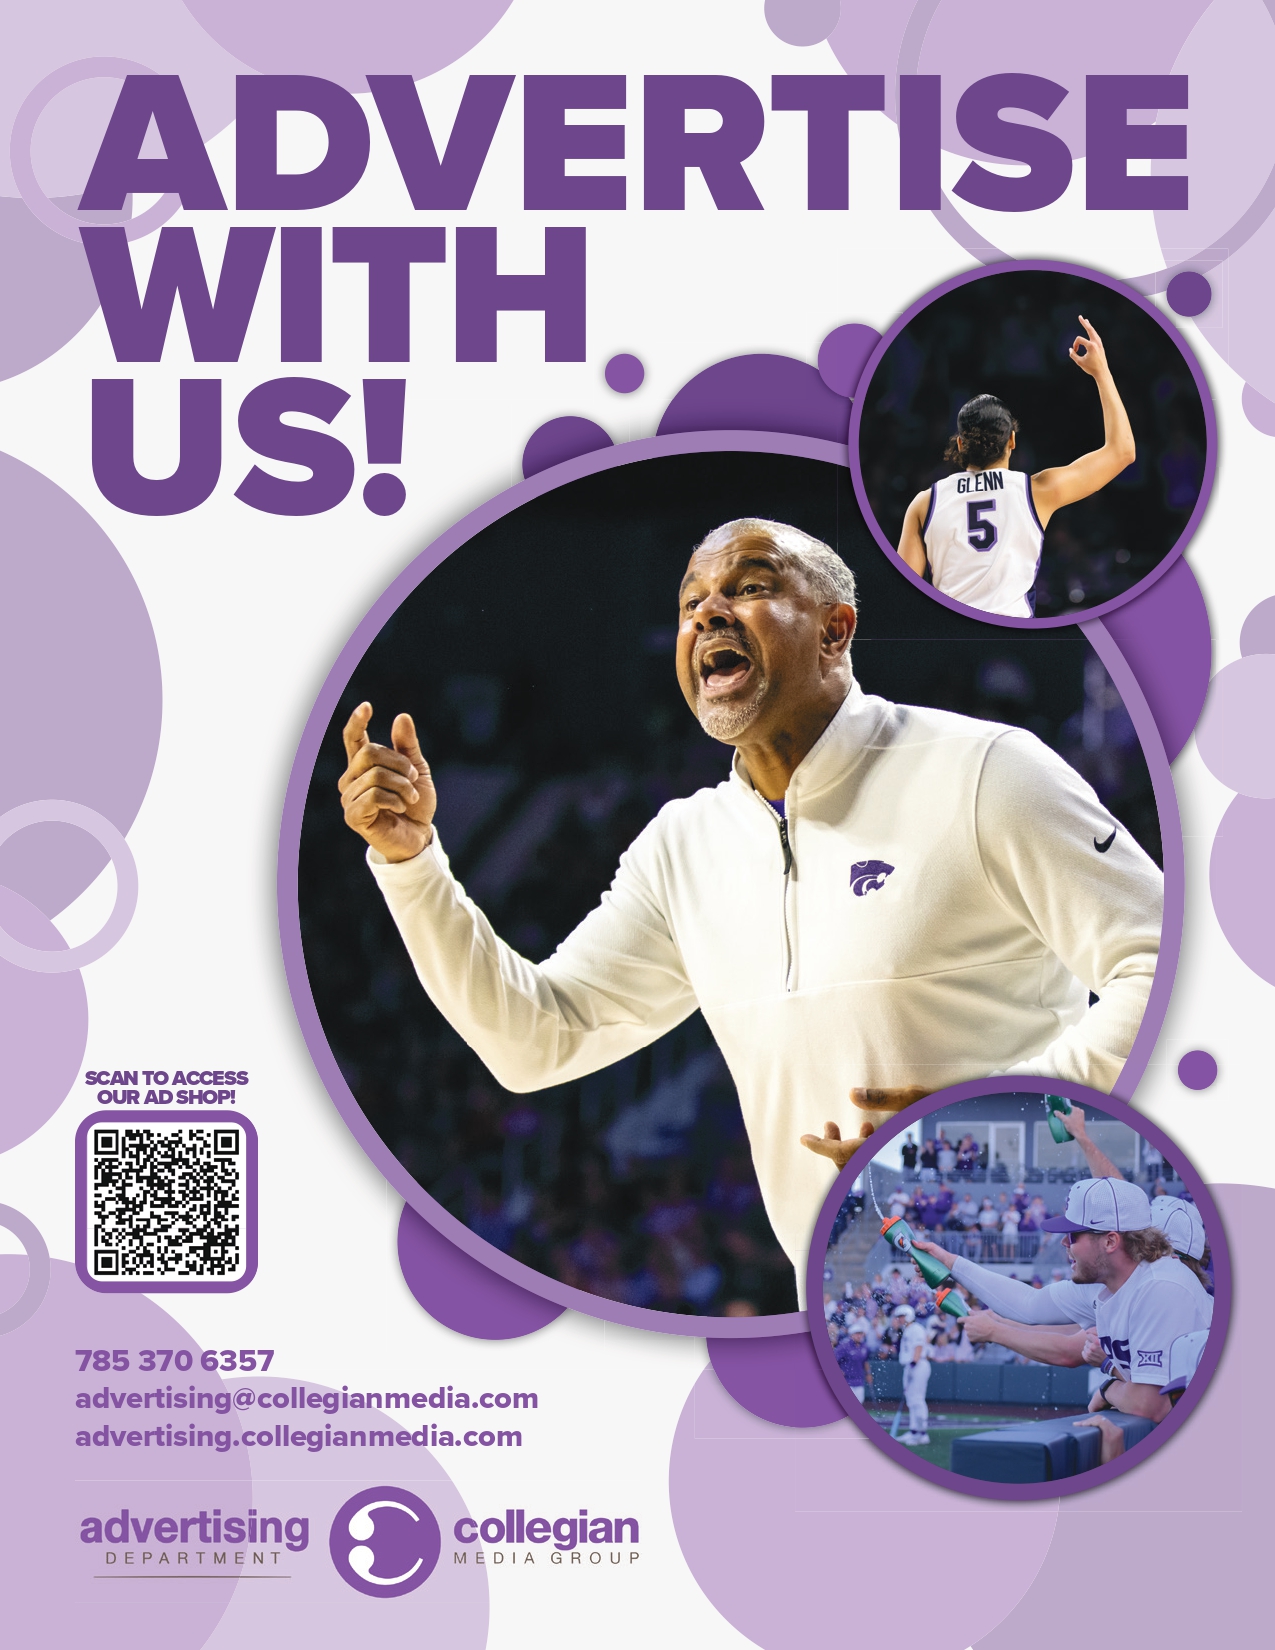 ADVERTISE
WITH
US!
GLENN
5
SCAN TO ACCESS
OUR AD SHOP!
785 370 6357
advertising@collegianmedia.com
advertising.collegianmedia.com
advertising
DEPARTMENT
collegian
MEDIA GROUP
XII